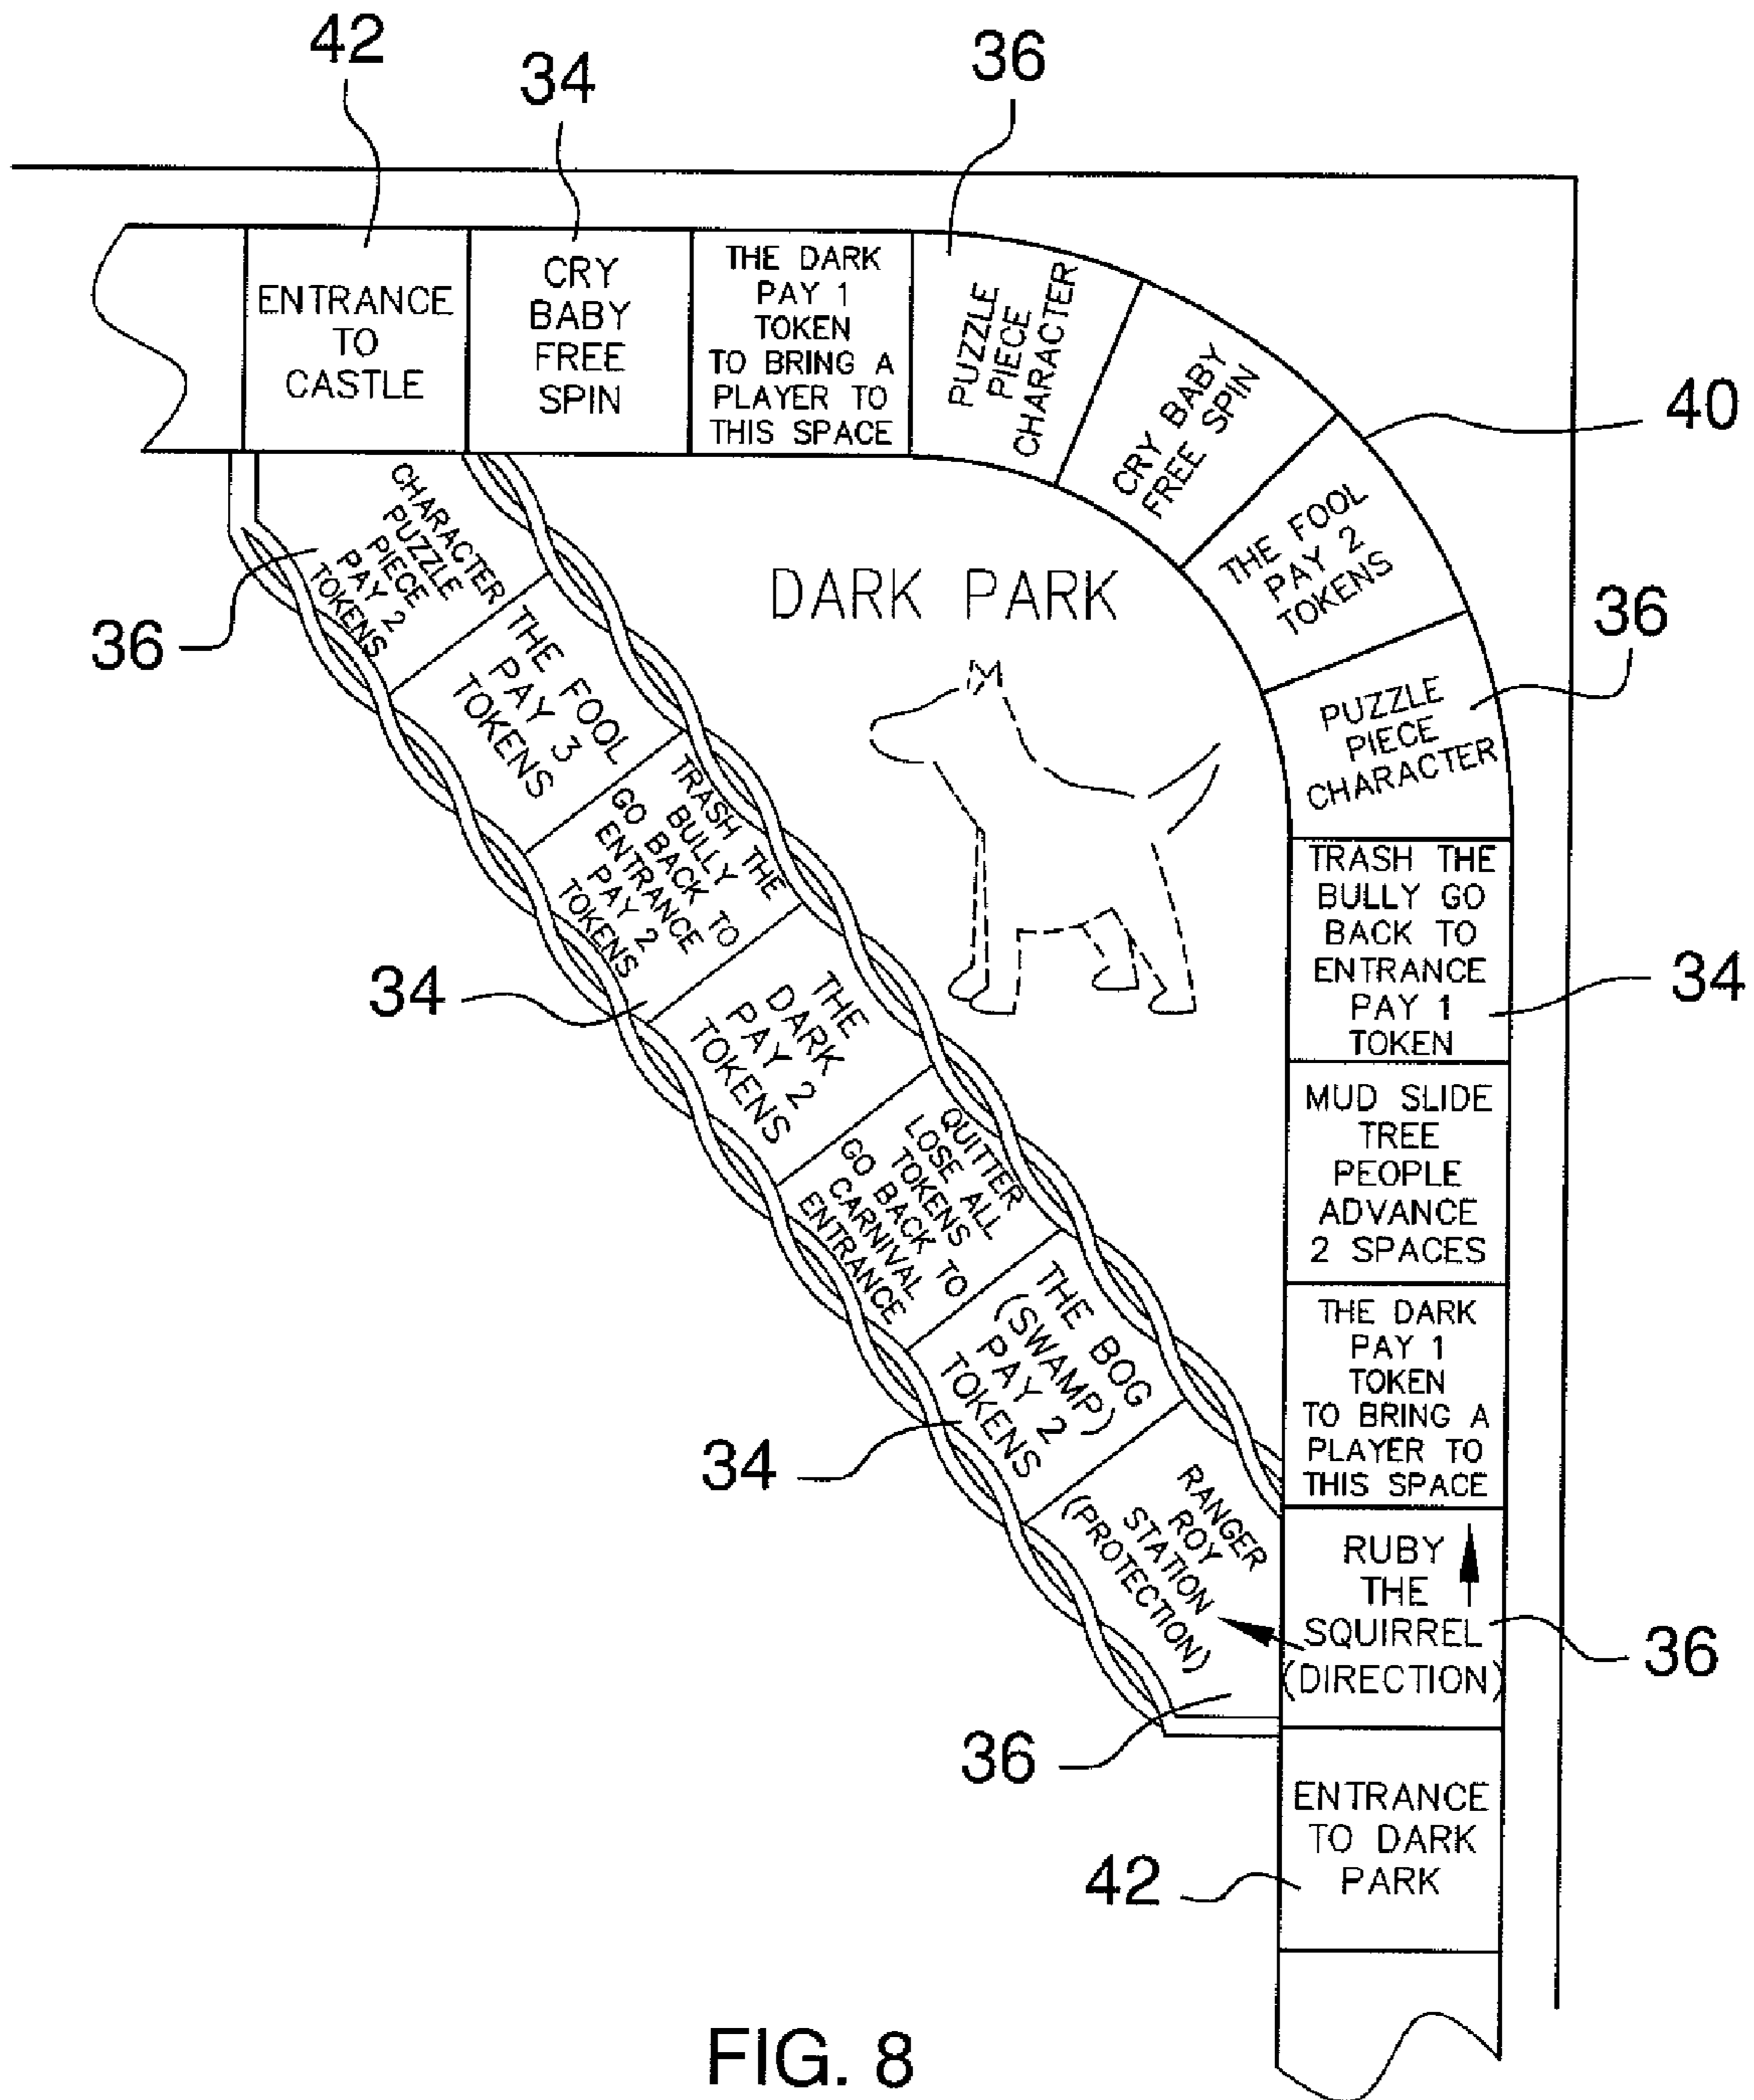 42
34
36
ENTRANCE
TO
CASTLE
CRY
BABY
FREE
SPIN
THE DARK
PAY 1
TOKEN
TO BRING A
PLAYER TO
THIS SPACE
PUZZLE
PIECE
CHARACTER
CRY BABY
FREE SPIN
40
THE FOOL
PAY 2
TOKENS
36
PUZZLE
PIECE
CHARACTER
DARK PARK
CHARACTER
PUZZLE
PIECE
PAY 2
TOKENS
36
THE FOOL
PAY 3
TOKENS
TRASH THE
BULLY
GO BACK TO
ENTRANCE
PAY 2
TOKENS
34
THE
DARK
PAY 2
TOKENS
QUITTER
LOSE ALL
TOKENS
GO BACK TO
CARNIVAL
ENTRANCE
THE BOG
(SWAMP)
PAY 2
TOKENS
34
RANGER
ROY
STATION
(PROTECTION)
36
TRASH THE
BULLY GO
BACK TO
ENTRANCE
PAY 1
TOKEN
34
MUD SLIDE
TREE
PEOPLE
ADVANCE
2 SPACES
THE DARK
PAY 1
TOKEN
TO BRING A
PLAYER TO
THIS SPACE
RUBY
THE
SQUIRREL
(DIRECTION)
36
ENTRANCE
TO DARK
PARK
42
FIG. 8